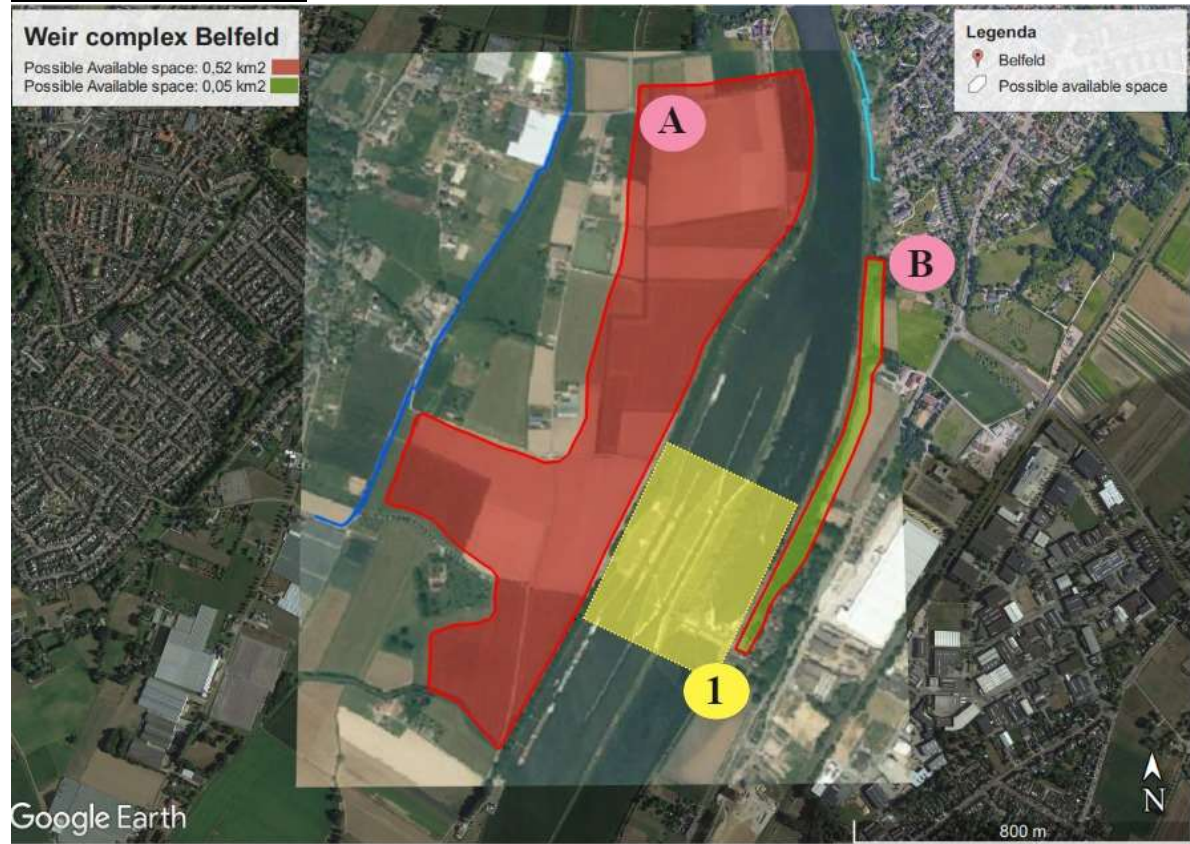 Weir complex Belfeld
Possible Available space: 0,52 km2
Possible Available space: 0,05 km2
Legenda
Belfeld
Possible available space
A
B
1
N
Google Earth
800 m